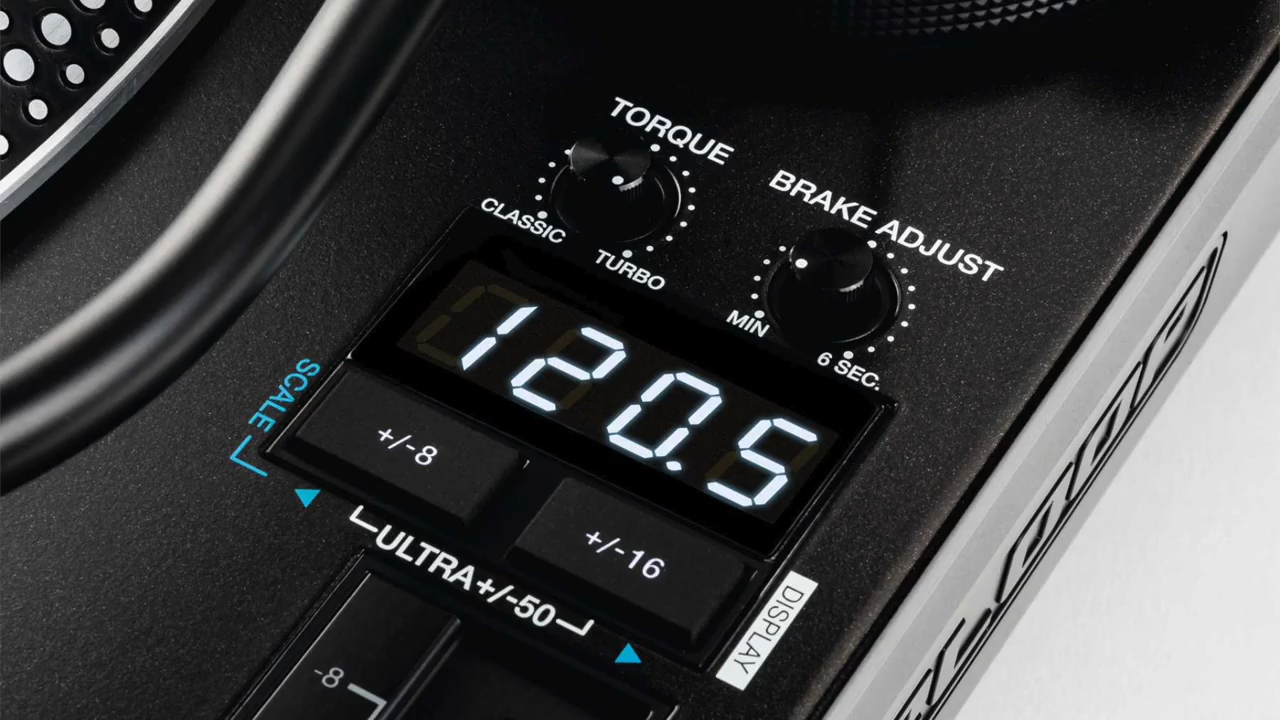 TORQUE
CLASSIC
TURBO
BRAKE ADJUST
MIN
6 SEC.
120.5
SCALE
+/-8
+/-16
ULTRA+/-50
DISPLAY
-8